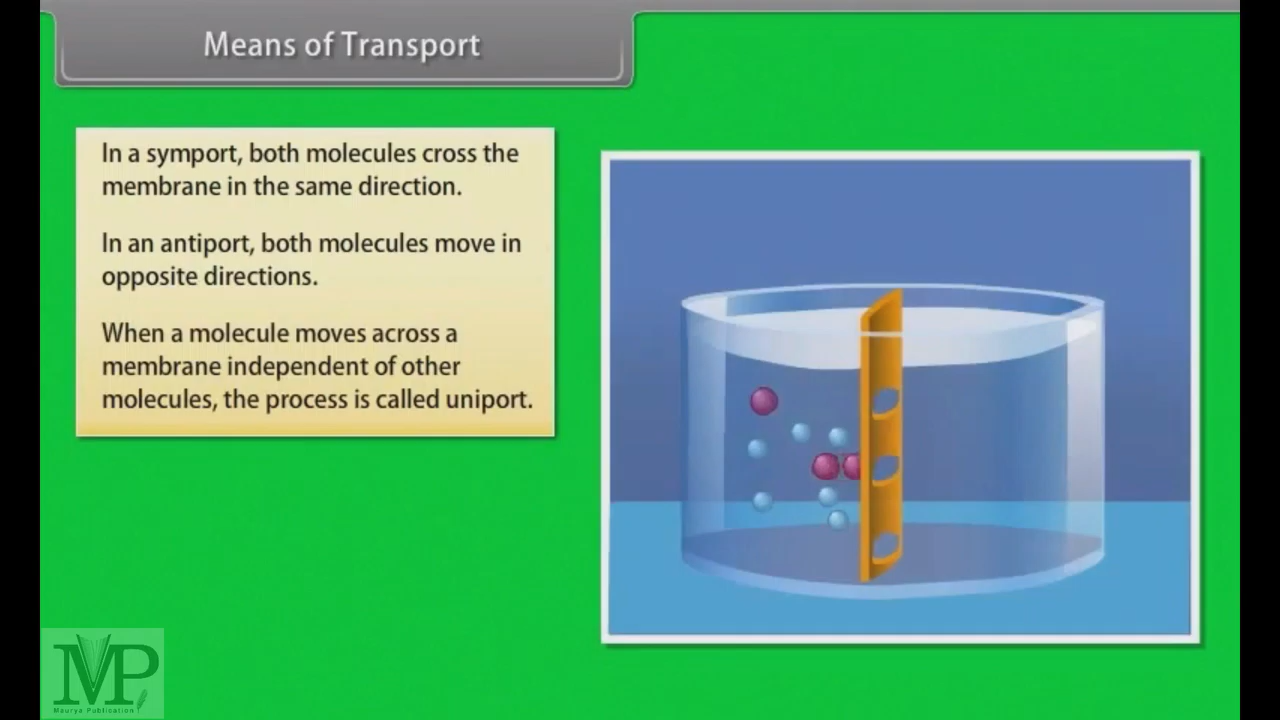 Means of Transport
In a symport, both molecules cross the
membrane in the same direction.
In an antiport, both molecules move in
opposite directions.
When a molecule moves across a
membrane independent of other
molecules, the process is called uniport.
MP
Maurya Publication